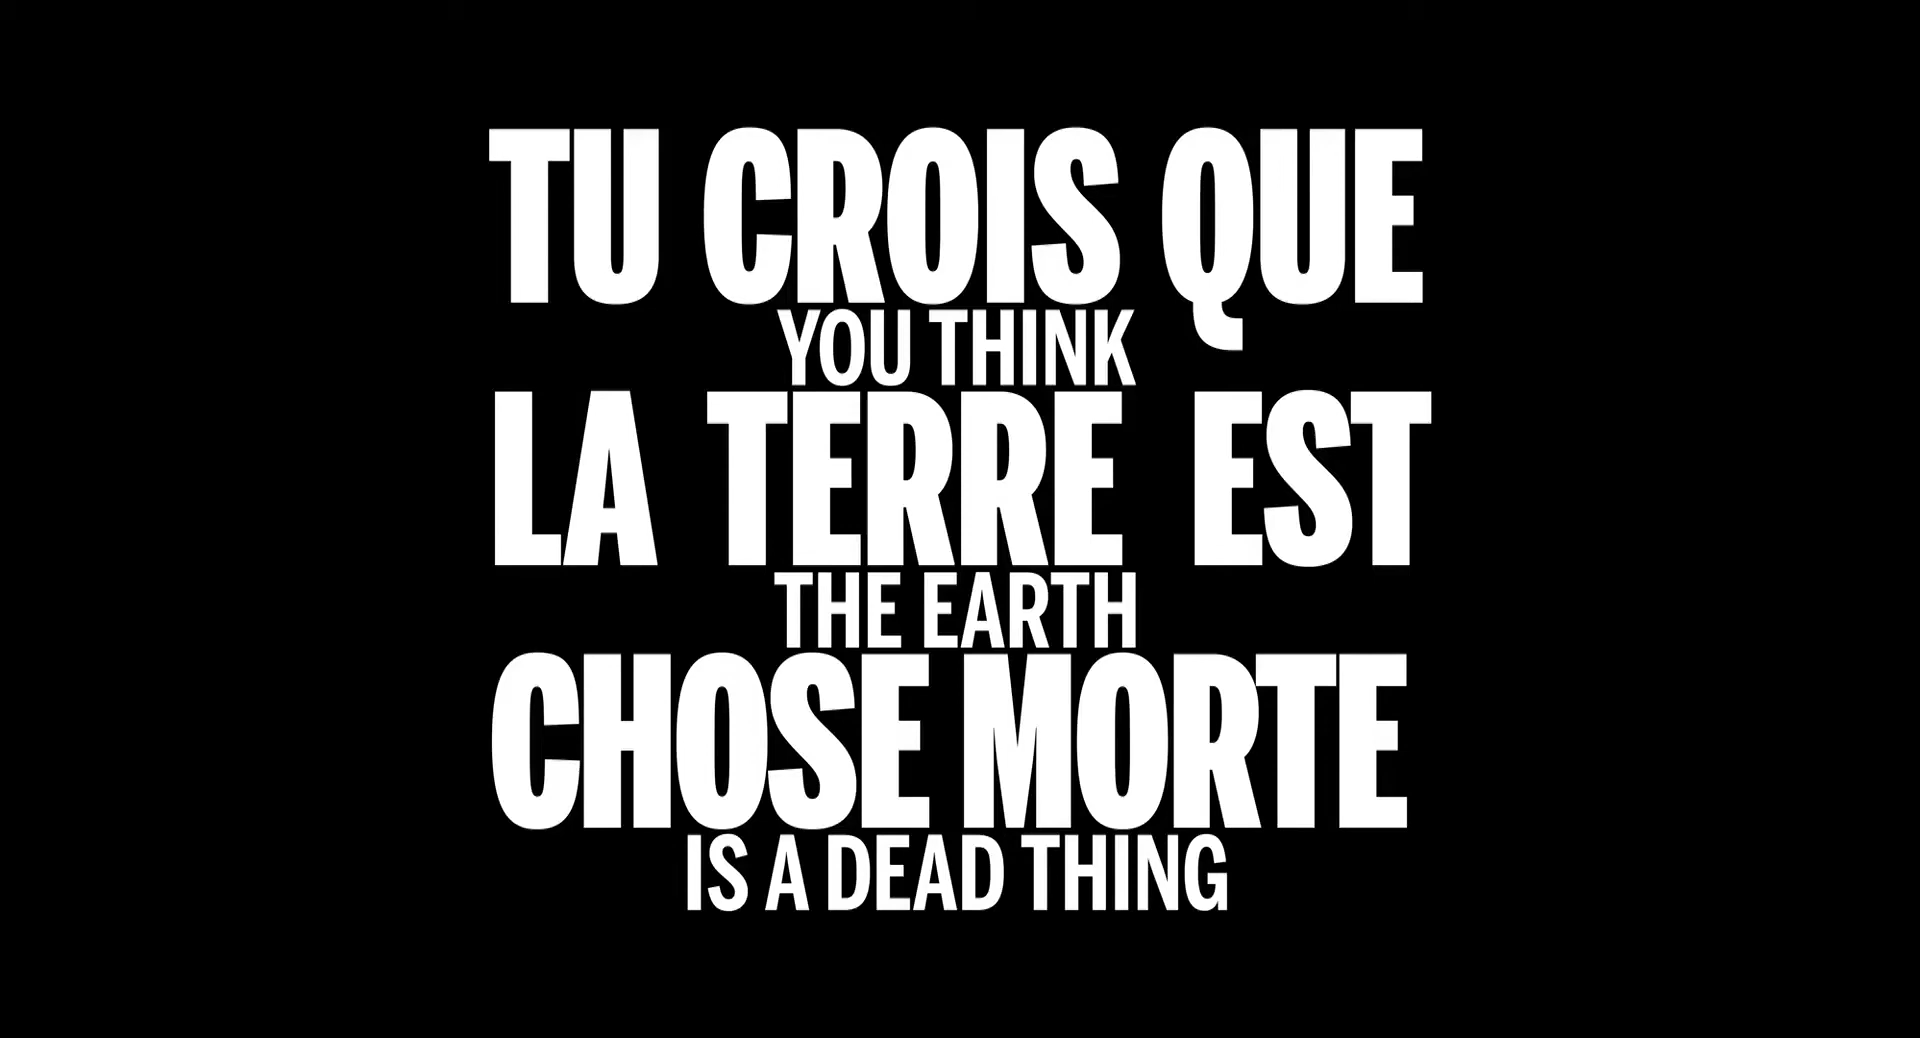 TU CROIS QUE
YOU THINK
LA TERRE EST
THE EARTH
CHOSE MORTE
IS A DEAD THING